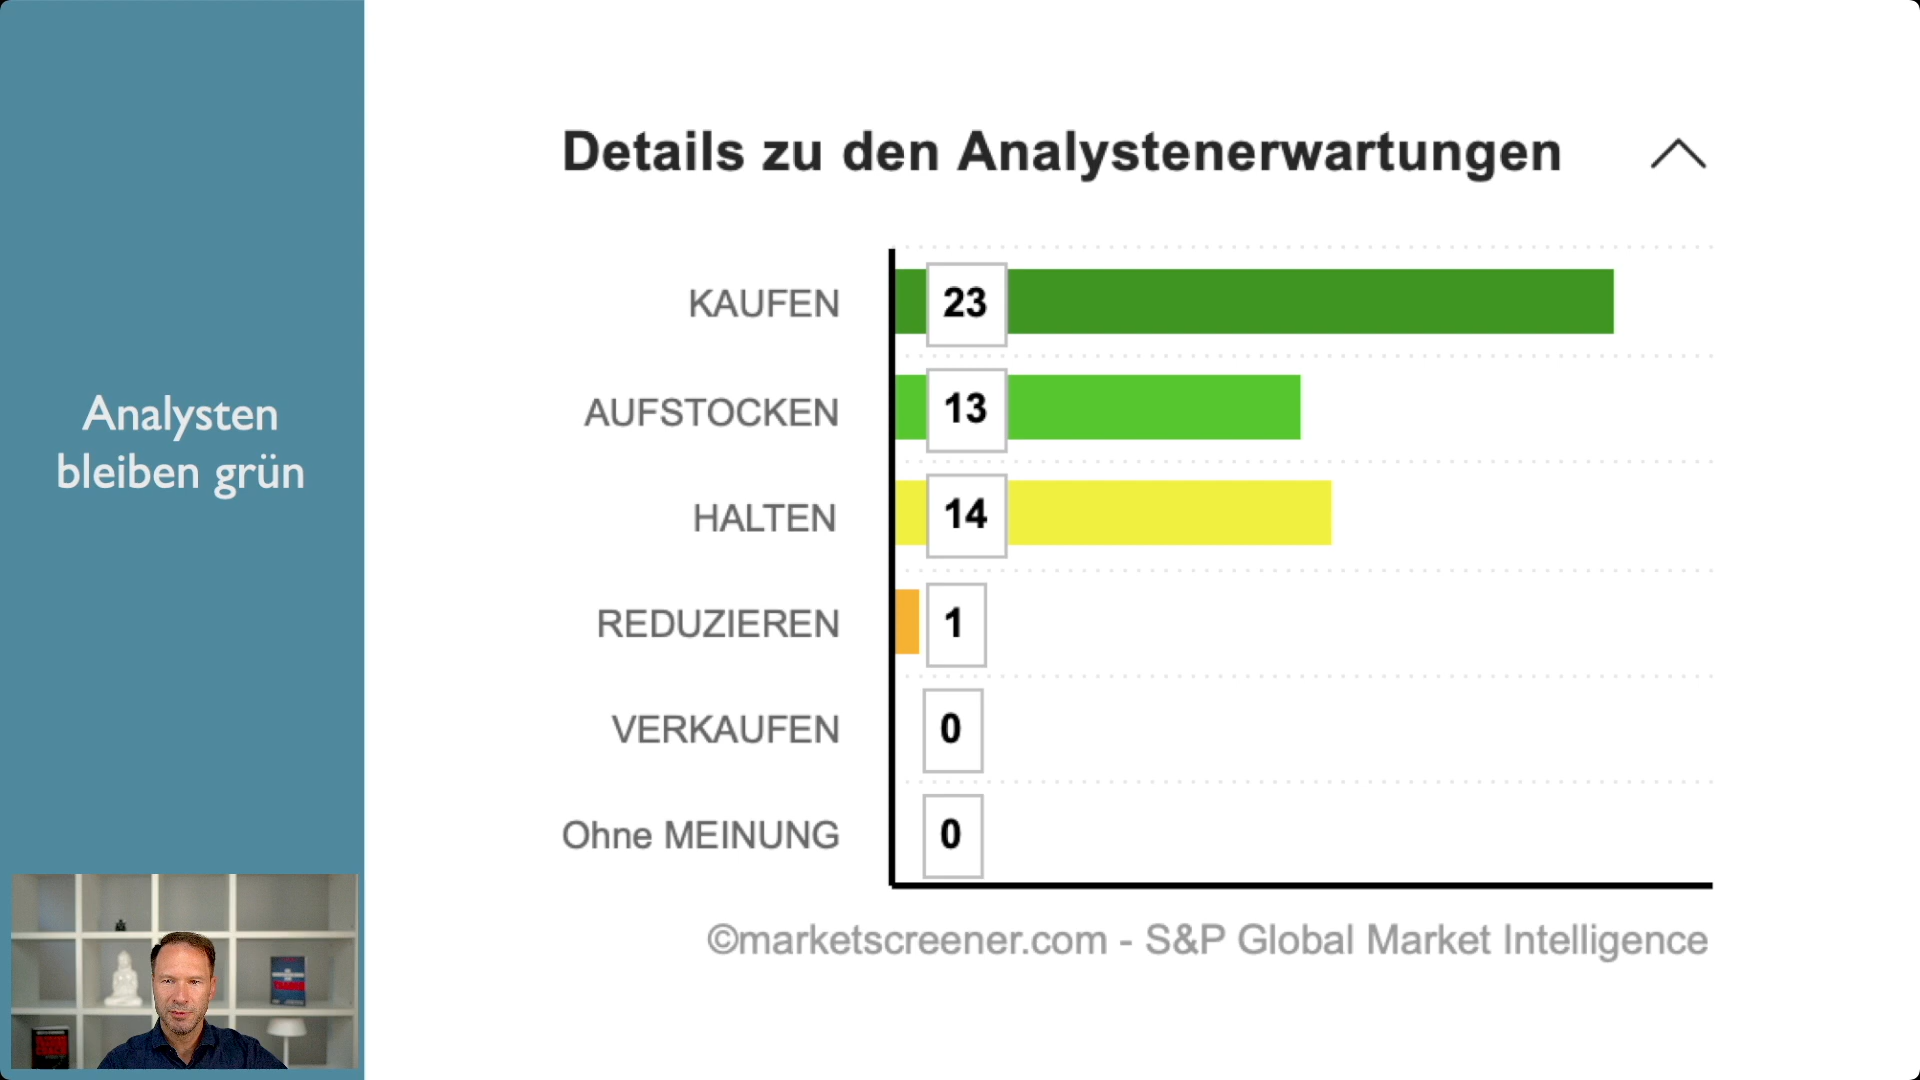 Analysten
bleiben grün
Details zu den Analystenerwartungen
KAUFEN 23
AUFSTOCKEN 13
HALTEN 14
REDUZIEREN 1
VERKAUFEN 0
Ohne MEINUNG 0
©marketscreener.com - S&P Global Market Intelligence